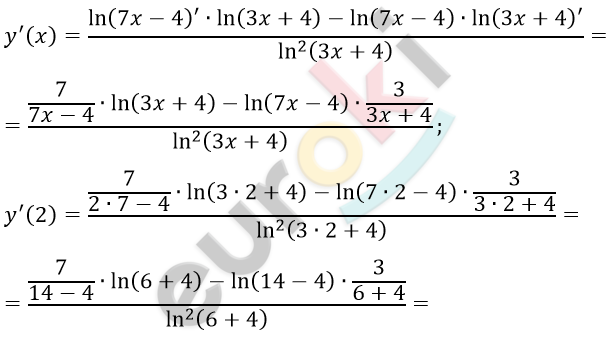 y′(x) = (ln(7x − 4)′ · ln(3x + 4) − ln(7x − 4) · ln(3x + 4)′) / (ln²(3x + 4)) =
= (7/(7x − 4) · ln(3x + 4) − ln(7x − 4) · 3/(3x + 4)) / (ln²(3x + 4)) ;
y′(2) = (7/(2 · 7 − 4) · ln(3 · 2 + 4) − ln(7 · 2 − 4) · 3/(3 · 2 + 4)) / (ln²(3 · 2 + 4)) =
= (7/(14 − 4) · ln(6 + 4) − ln(14 − 4) · 3/(6 + 4)) / (ln²(6 + 4)) =
euroki